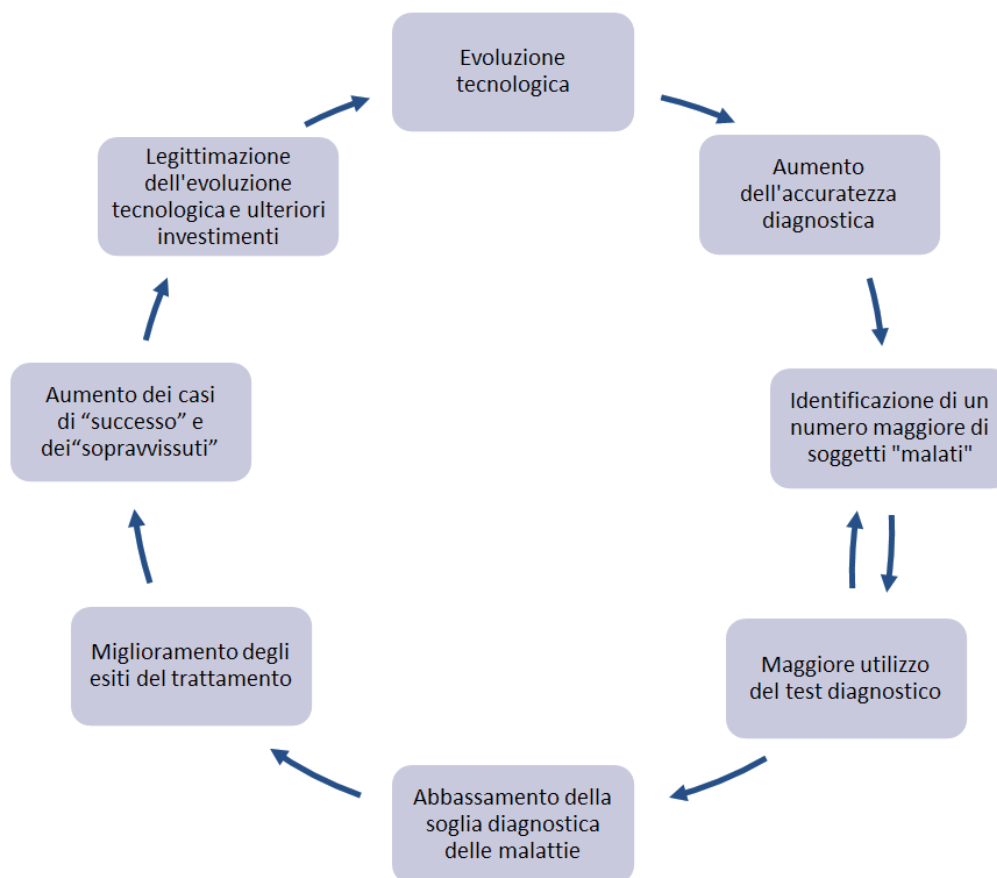 Evoluzione
tecnologica
Aumento
dell'accuratezza
diagnostica
Identificazione di un
numero maggiore di
soggetti "malati"
Maggiore utilizzo
del test diagnostico
Abbassamento della
soglia diagnostica
delle malattie
Miglioramento degli
esiti del trattamento
Aumento dei casi
di “successo” e
dei“sopravvissuti”
Legittimazione
dell'evoluzione
tecnologica e ulteriori
investimenti